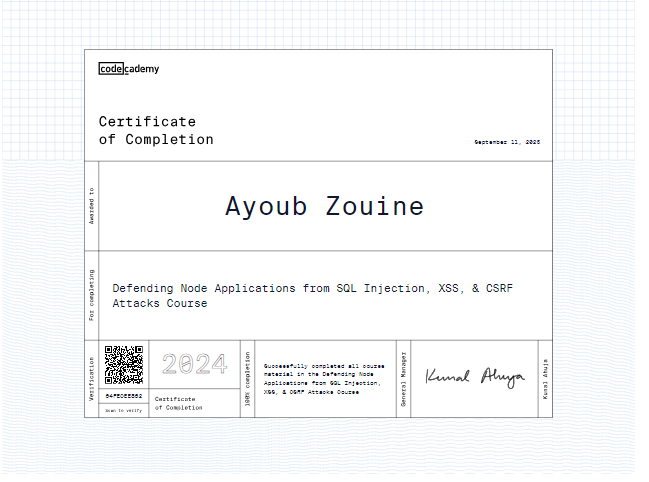 codecademy
Certificate
of Completion
September 11, 2025
Awarded to
Ayoub Zouine
For completing
Defending Node Applications from SQL Injection, XSS, & CSRF
Attacks Course
Verification
Scan to verify
2024
Certificate
of Completion
100% completion
Successfully completed all course
material in the Defending Node
Applications from SQL Injection,
XSS, & CSRF Attacks Course
General Manager
Kunal Ahuja
Kunal Ahuja